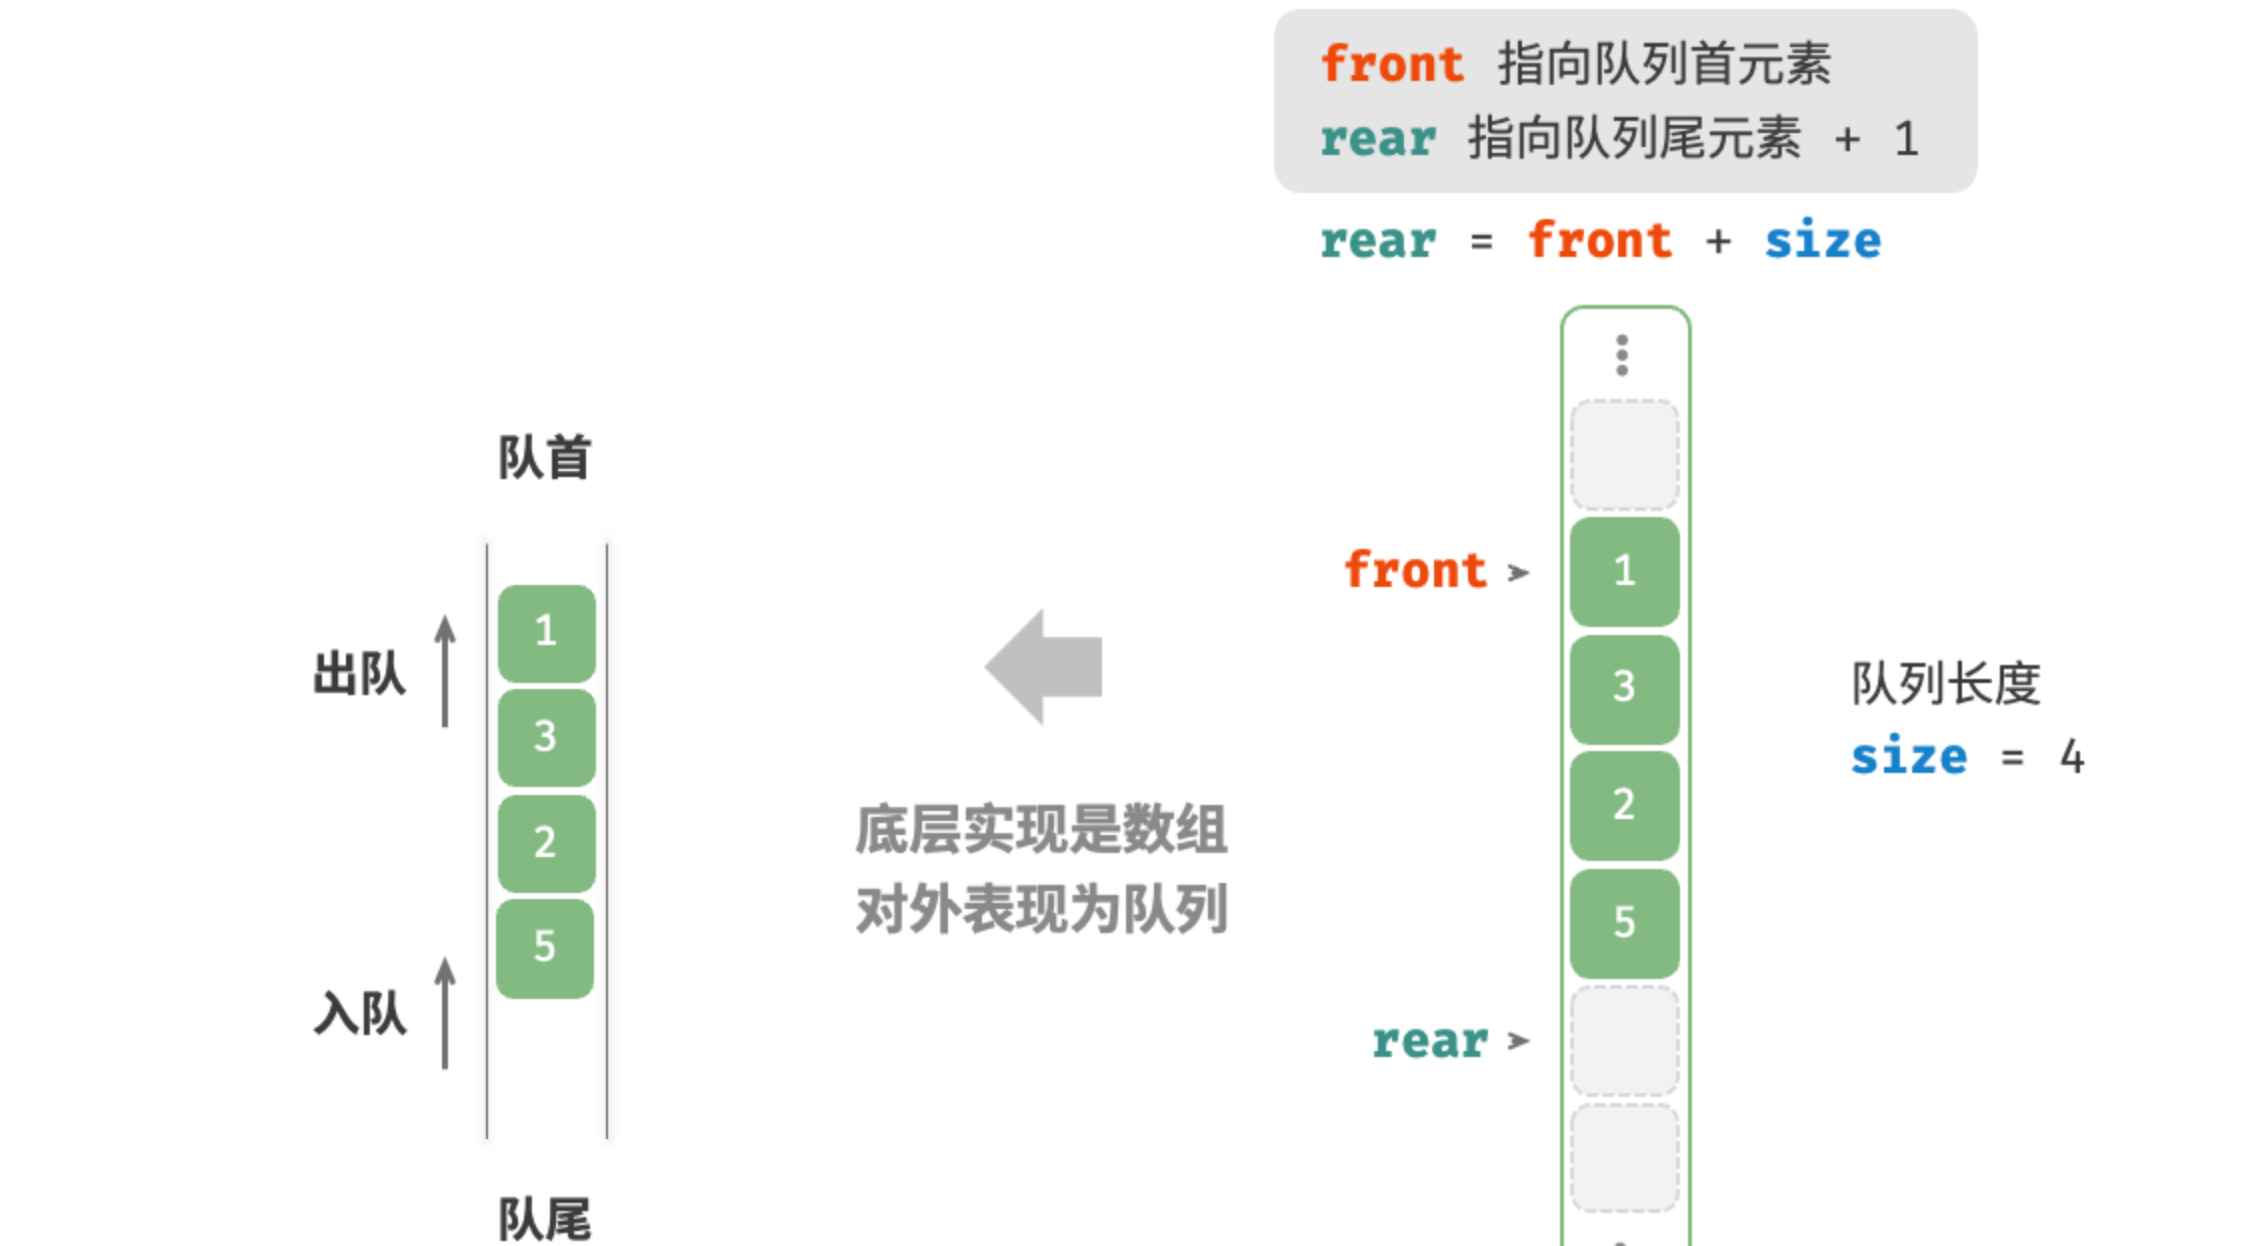 front 指向队列首元素
rear 指向队列尾元素 + 1
rear = front + size
队首
出队
1
3
2
5
入队
队尾
底层实现是数组
对外表现为队列
front >
1
3
2
5
rear >
队列长度
size = 4